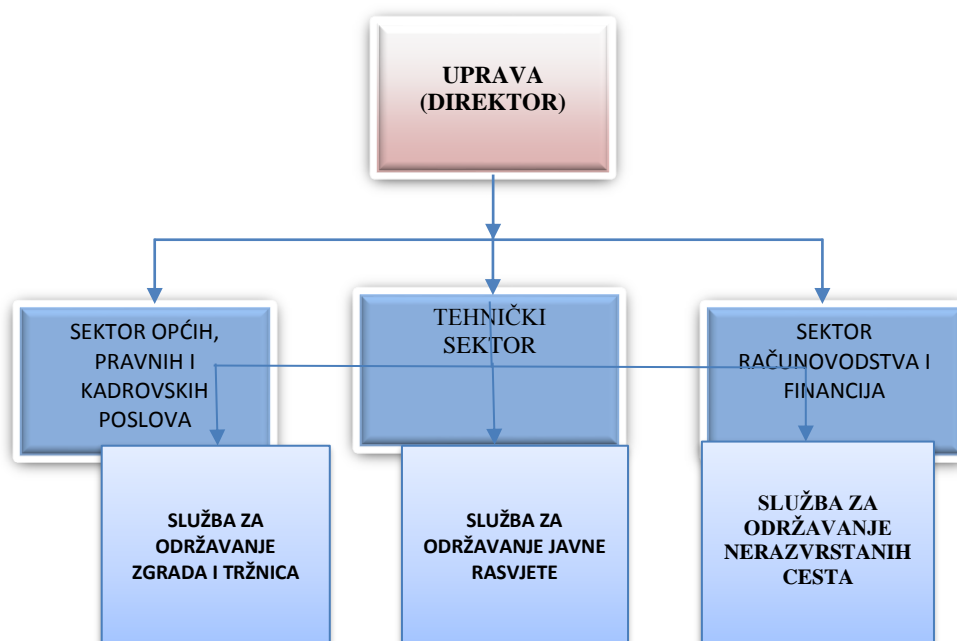 UPRAVA
(DIREKTOR)
SEKTOR OPĆIH,
PRAVNIH I
KADROVSKIH
POSLOVA
TEHNIČKI
SEKTOR
SEKTOR
RAČUNOVODSTVA I
FINANCIJA
SLUŽBA ZA
ODRŽAVANJE
ZGRADA I TRŽNICA
SLUŽBA ZA
ODRŽAVANJE JAVNE
RASVJETE
SLUŽBA ZA
ODRŽAVANJE
NERAZVRSTANIH
CESTA